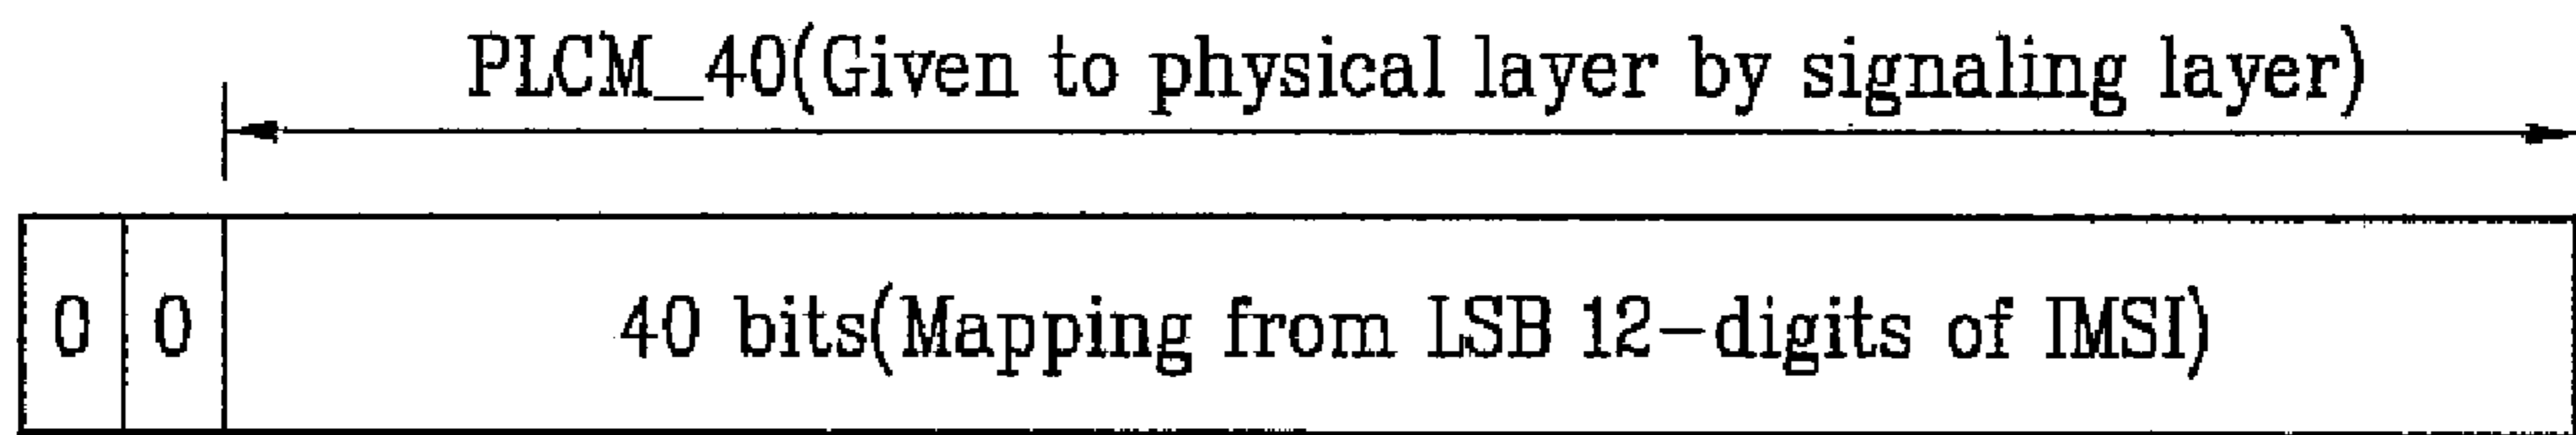 PLCM_40(Given to physical layer by signaling layer)
0 0 40 bits(Mapping from LSB 12-digits of IMSI)